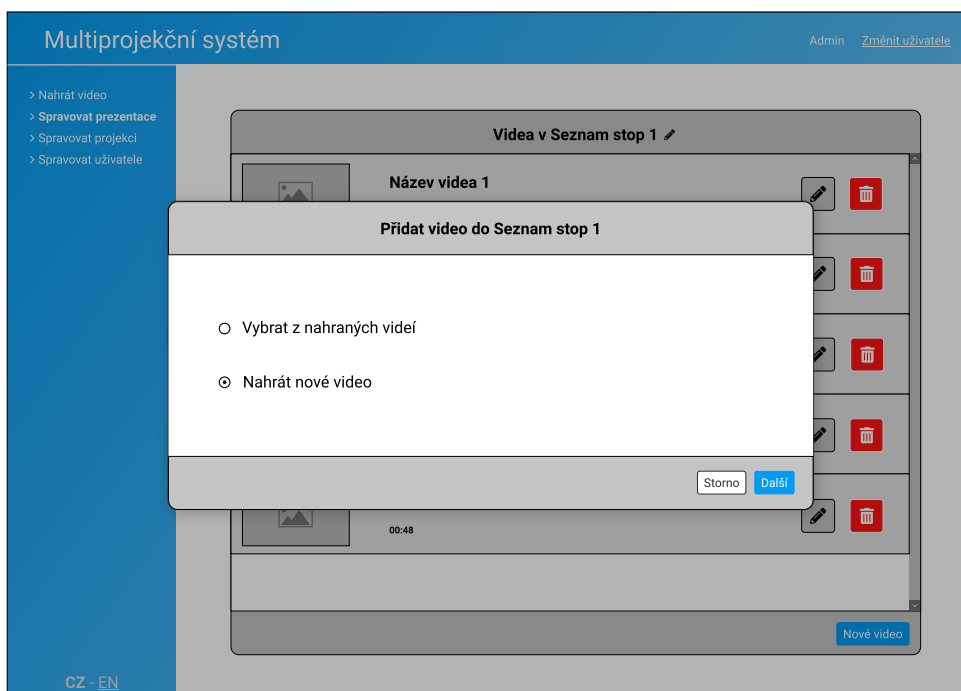 Multiprojekční systém
Admin Změnit uživatele
> Nahrát video
> Spravovat prezentace
> Spravovat projekci
> Spravovat uživatele
Videa v Seznam stop 1
Název videa 1
Přidat video do Seznam stop 1
Vybrat z nahraných videí
Nahrát nové video
Storno Další
00:48
Nové video
CZ - EN